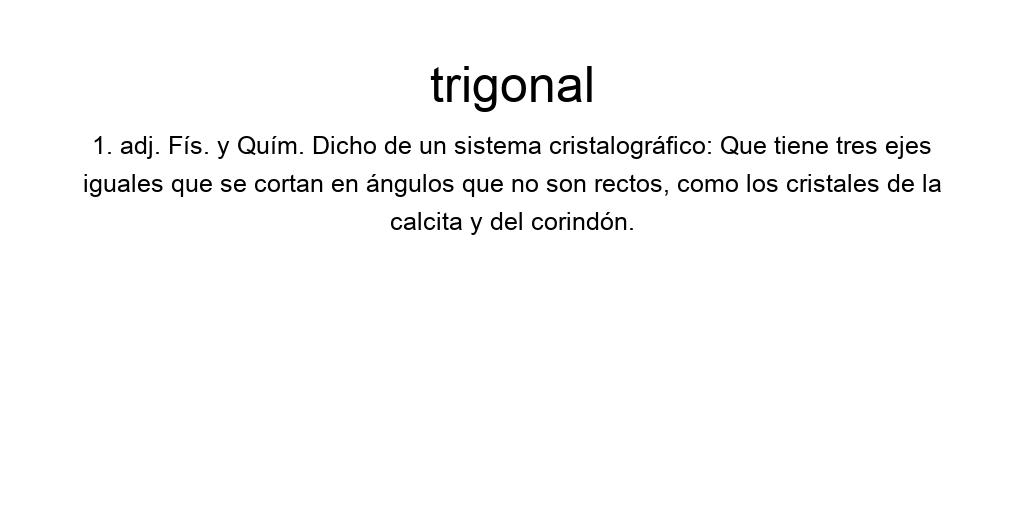 trigonal
1. adj. Fís. y Quím. Dicho de un sistema cristalográfico: Que tiene tres ejes
iguales que se cortan en ángulos que no son rectos, como los cristales de la
calcita y del corindón.